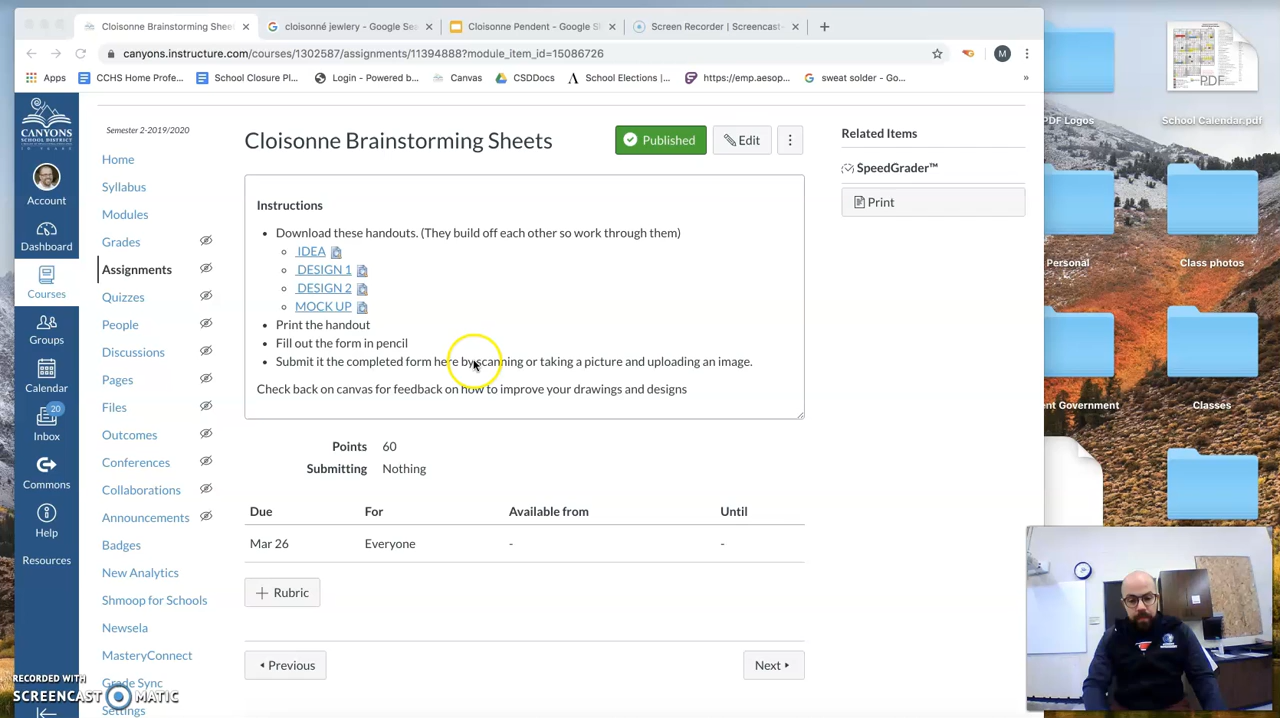 Cloisonne Brainstorming Shee
cloisonné jewlery - Google Sea
Cloisonne Pendent - Google S
Screen Recorder | Screencast-
canyons.instructure.com/courses/1302587/assignments/11394888?module_item_id=15086726
M
Apps
CCHS Home Profe...
School Closure Pl...
Login - Powered b...
Canvas
CSDDocs
School Elections |...
https://emp.aesop...
sweat solder - Go...
»
PDF
PDF Logos
School Calendar.pdf
Personal
Class photos
nt Government
Classes
CANYONS
SCHOOL DISTRICT
Account
Dashboard
Courses
Groups
Calendar
20
Inbox
Commons
Help
Resources
Semester 2-2019/2020
Home
Syllabus
Modules
Grades
Assignments
Quizzes
People
Discussions
Pages
Files
Outcomes
Conferences
Collaborations
Announcements
Badges
New Analytics
Shmoop for Schools
Newsela
MasteryConnect
Grade Sync
Settings
Cloisonne Brainstorming Sheets
Published
Edit
Instructions
Download these handouts. (They build off each other so work through them)
IDEA
DESIGN 1
DESIGN 2
MOCK UP
Print the handout
Fill out the form in pencil
Submit it the completed form here by scanning or taking a picture and uploading an image.
Check back on canvas for feedback on how to improve your drawings and designs
Points 60
Submitting Nothing
Due For Available from Until
Mar 26 Everyone - -
+ Rubric
Previous
Next
Related Items
SpeedGrader™
Print
RECORDED WITH
SCREENCAST MATIC